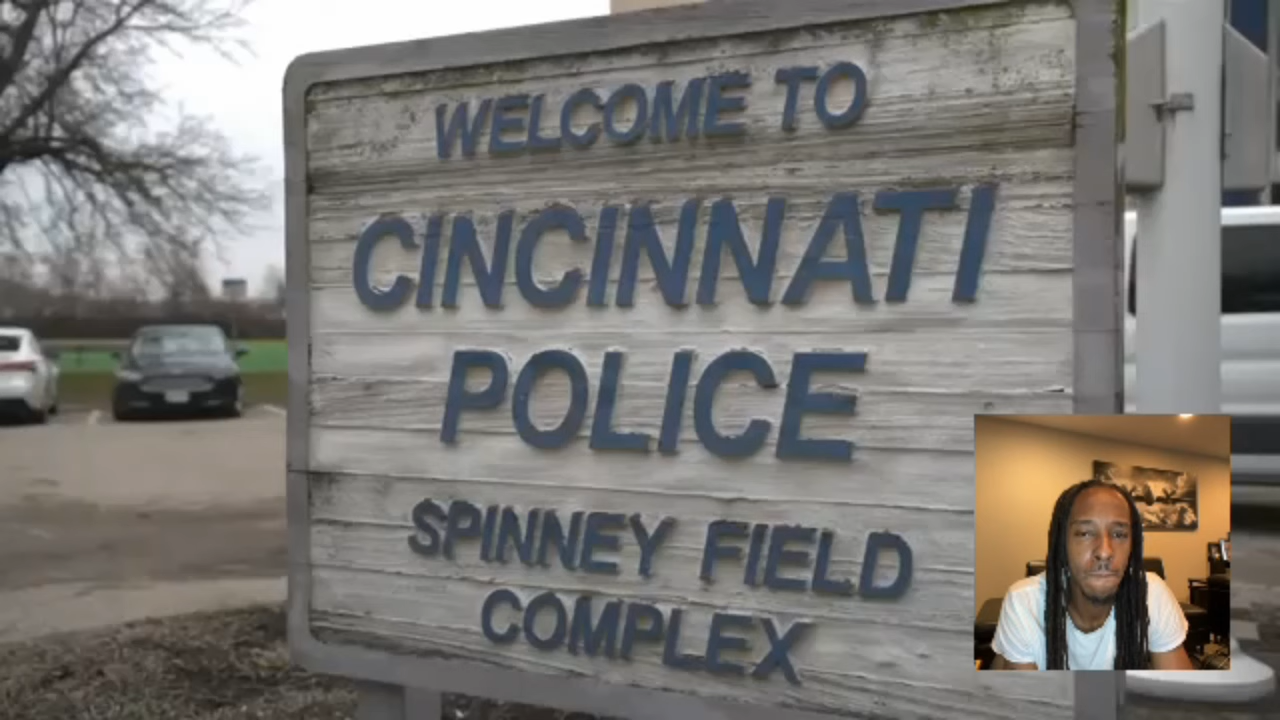 WELCOME TO
CINCINNATI
POLICE
SPINNEY FIELD
COMPLEX